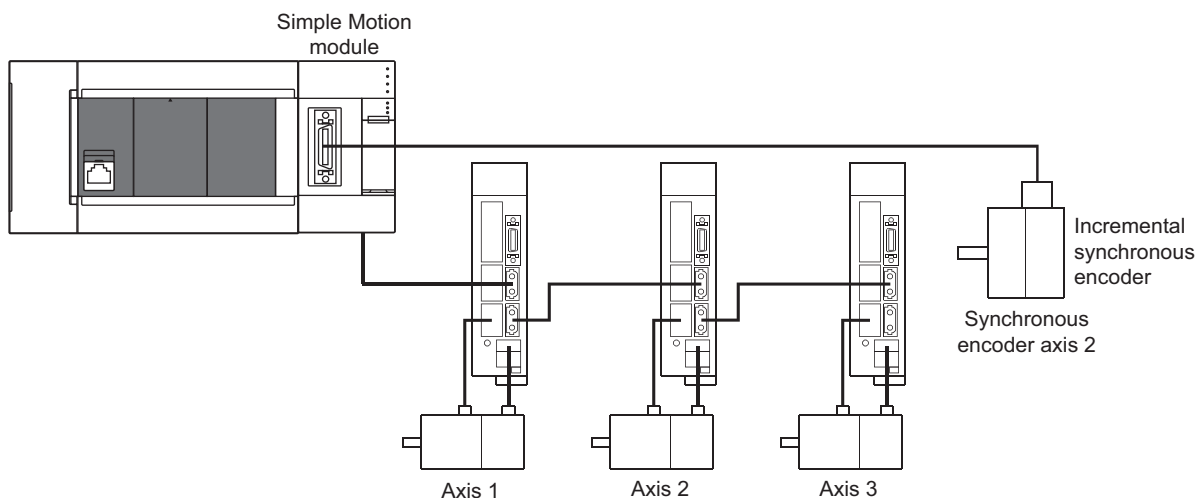 Simple Motion
module
Incremental
synchronous
encoder
Synchronous
encoder axis 2
Axis 1
Axis 2
Axis 3